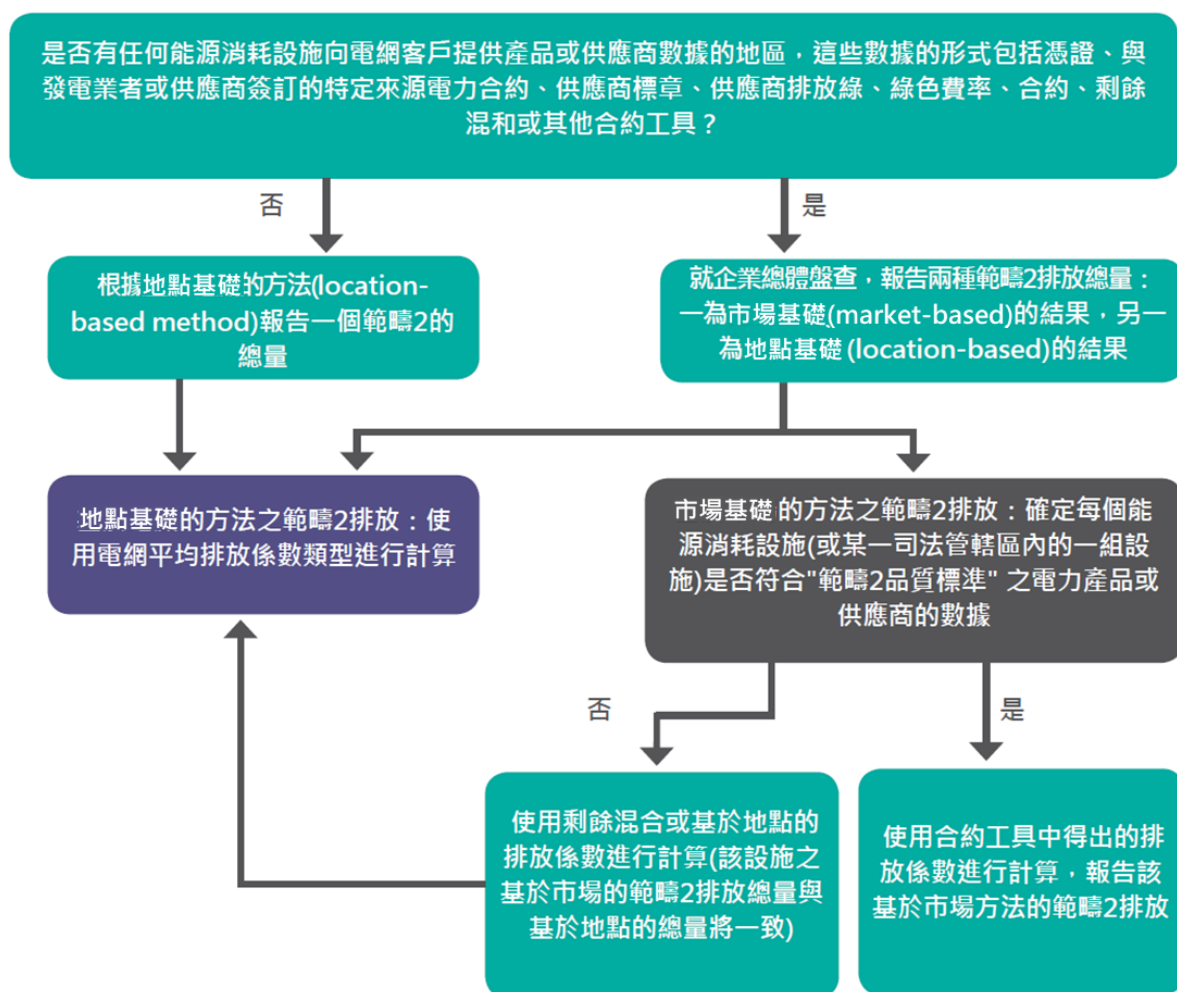 是否有任何能源消耗設施向電網客戶提供產品或供應商數據的地區，這些數據的形式包括憑證、與
發電業者或供應商簽訂的特定來源電力合約、供應商標章、供應商排放綠、綠色費率、合約、剩餘
混和或其他合約工具？
否
是
根據地點基礎的方法(location-
based method)報告一個範疇2的
總量
就企業總體盤查，報告兩種範疇2排放總量：
一為市場基礎(market-based)的結果，另一
為地點基礎(location-based)的結果
地點基礎的方法之範疇2排放：使
用電網平均排放係數類型進行計算
市場基礎的方法之範疇2排放：確定每個能
源消耗設施(或某一司法管轄區內的一組設
施)是否符合"範疇2品質標準" 之電力產品或
供應商的數據
否
是
使用剩餘混合或基於地點的
排放係數進行計算(該設施之
基於市場的範疇2排放總量與
基於地點的總量將一致)
使用合約工具中得出的排
放係數進行計算，報告該
基於市場方法的範疇2排放